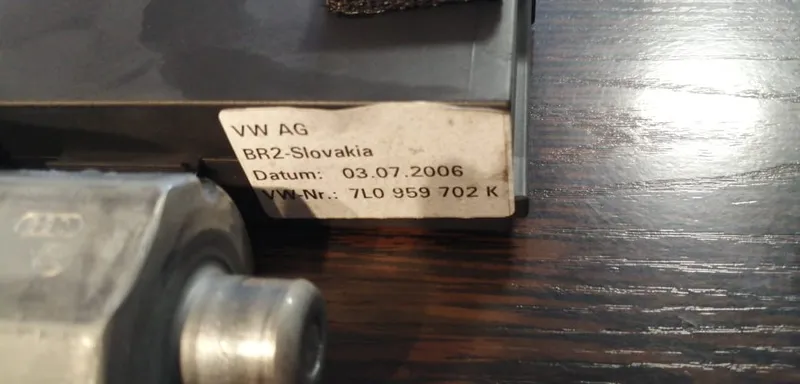 VW AG
BR2-Slovakia
Datum: 03.07.2006
VW-Nr.: 7L0 959 702 K